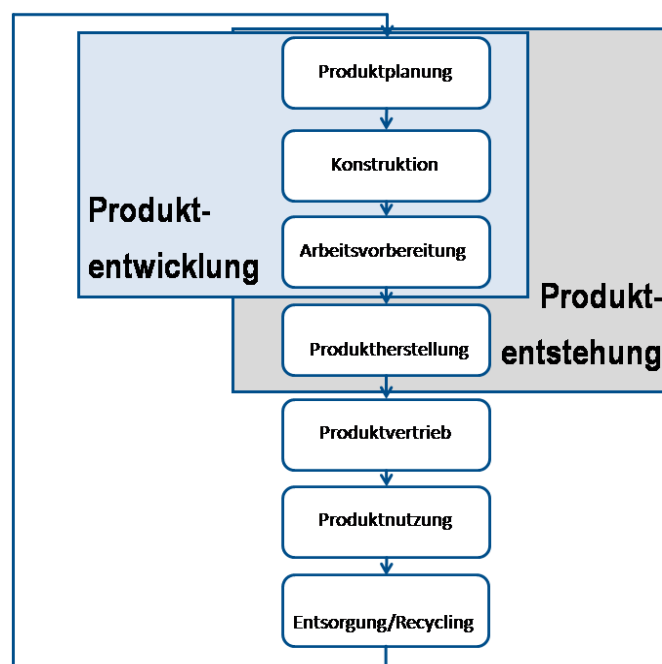 Produktplanung
Konstruktion
Produkt-
entwicklung
Arbeitsvorbereitung
Produkt-
entstehung
Produktherstellung
Produktvertrieb
Produktnutzung
Entsorgung/Recycling